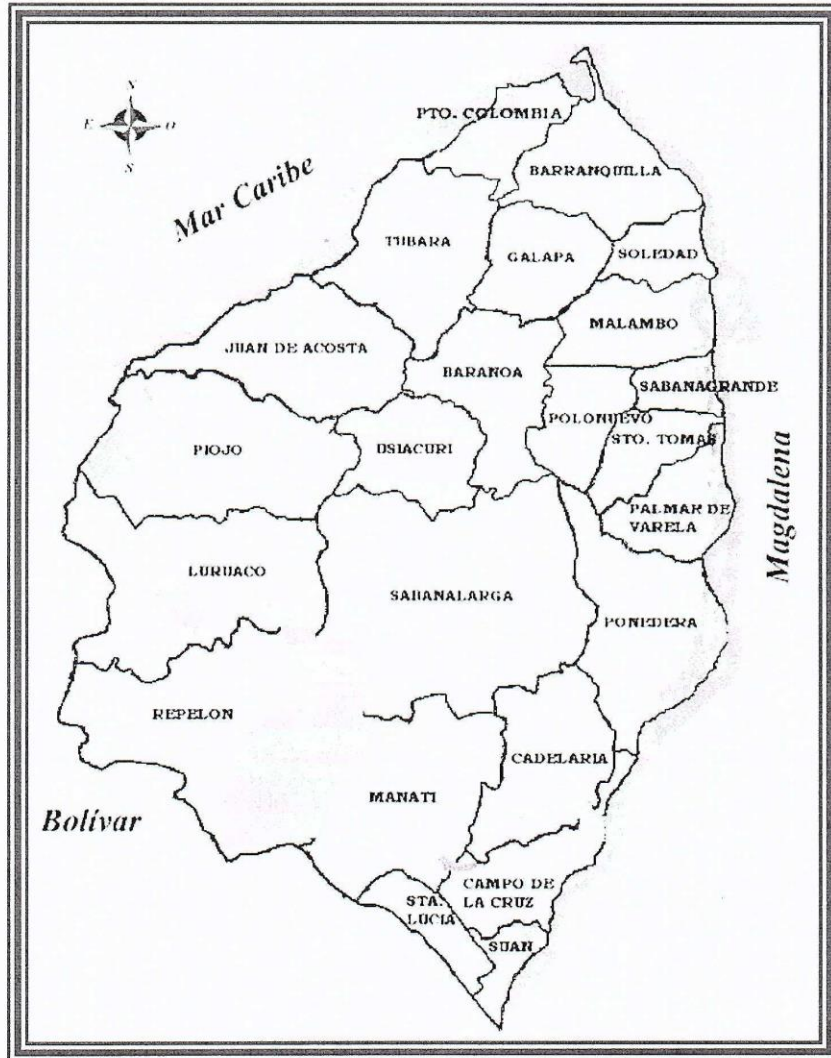 N
E O
S
PTO. COLOMBIA
BARRANQUILLA
Mar Caribe
TUBARA
GALAPA
SOLEDAD
MALAMBO
JUAN DE ACOSTA
BARANOA
SABANAGRANDE
POLONUEVO
STO. TOMAS
PIOJO
USIACURI
PALMAR DE
VARELA
Magdalena
LURUACO
SABANALARGA
PONEDERA
REPELON
CADELARIA
MANATI
Bolívar
CAMPO DE
LA CRUZ
STA.
LUCIA
SUAN